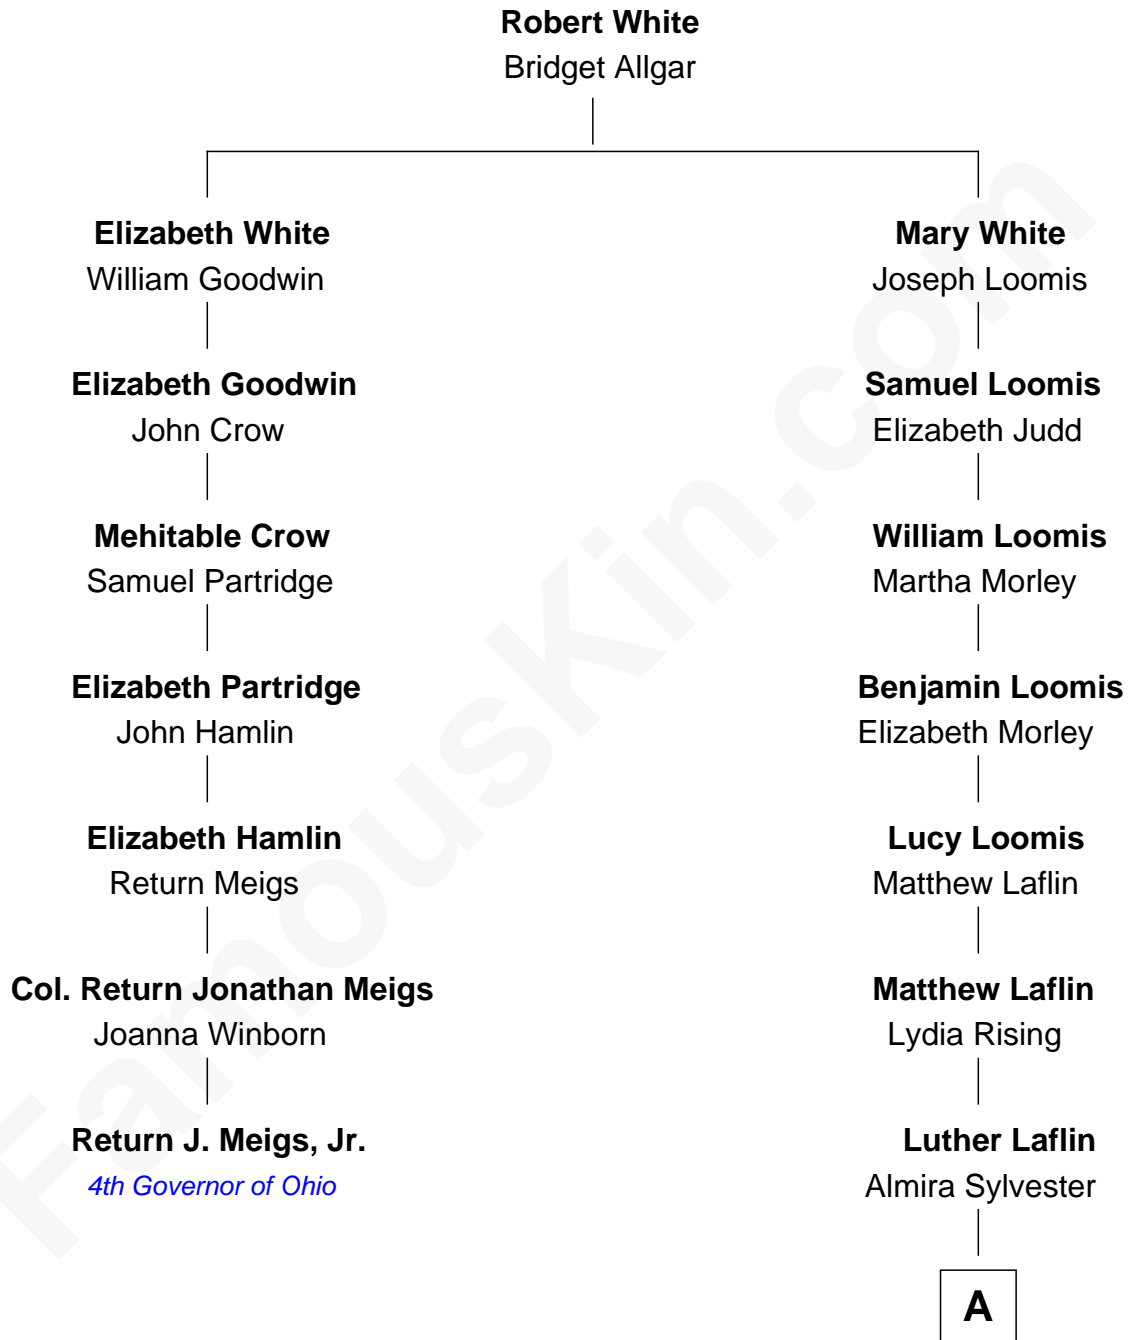 Robert White
Bridget Allgar
Elizabeth White
William Goodwin
Mary White
Joseph Loomis
Elizabeth Goodwin
John Crow
Samuel Loomis
Elizabeth Judd
Mehitable Crow
Samuel Partridge
William Loomis
Martha Morley
Elizabeth Partridge
John Hamlin
Benjamin Loomis
Elizabeth Morley
Elizabeth Hamlin
Return Meigs
Lucy Loomis
Matthew Laflin
Col. Return Jonathan Meigs
Joanna Winborn
Matthew Laflin
Lydia Rising
Return J. Meigs, Jr.
4th Governor of Ohio
Luther Laflin
Almira Sylvester
A
FamousKin.com